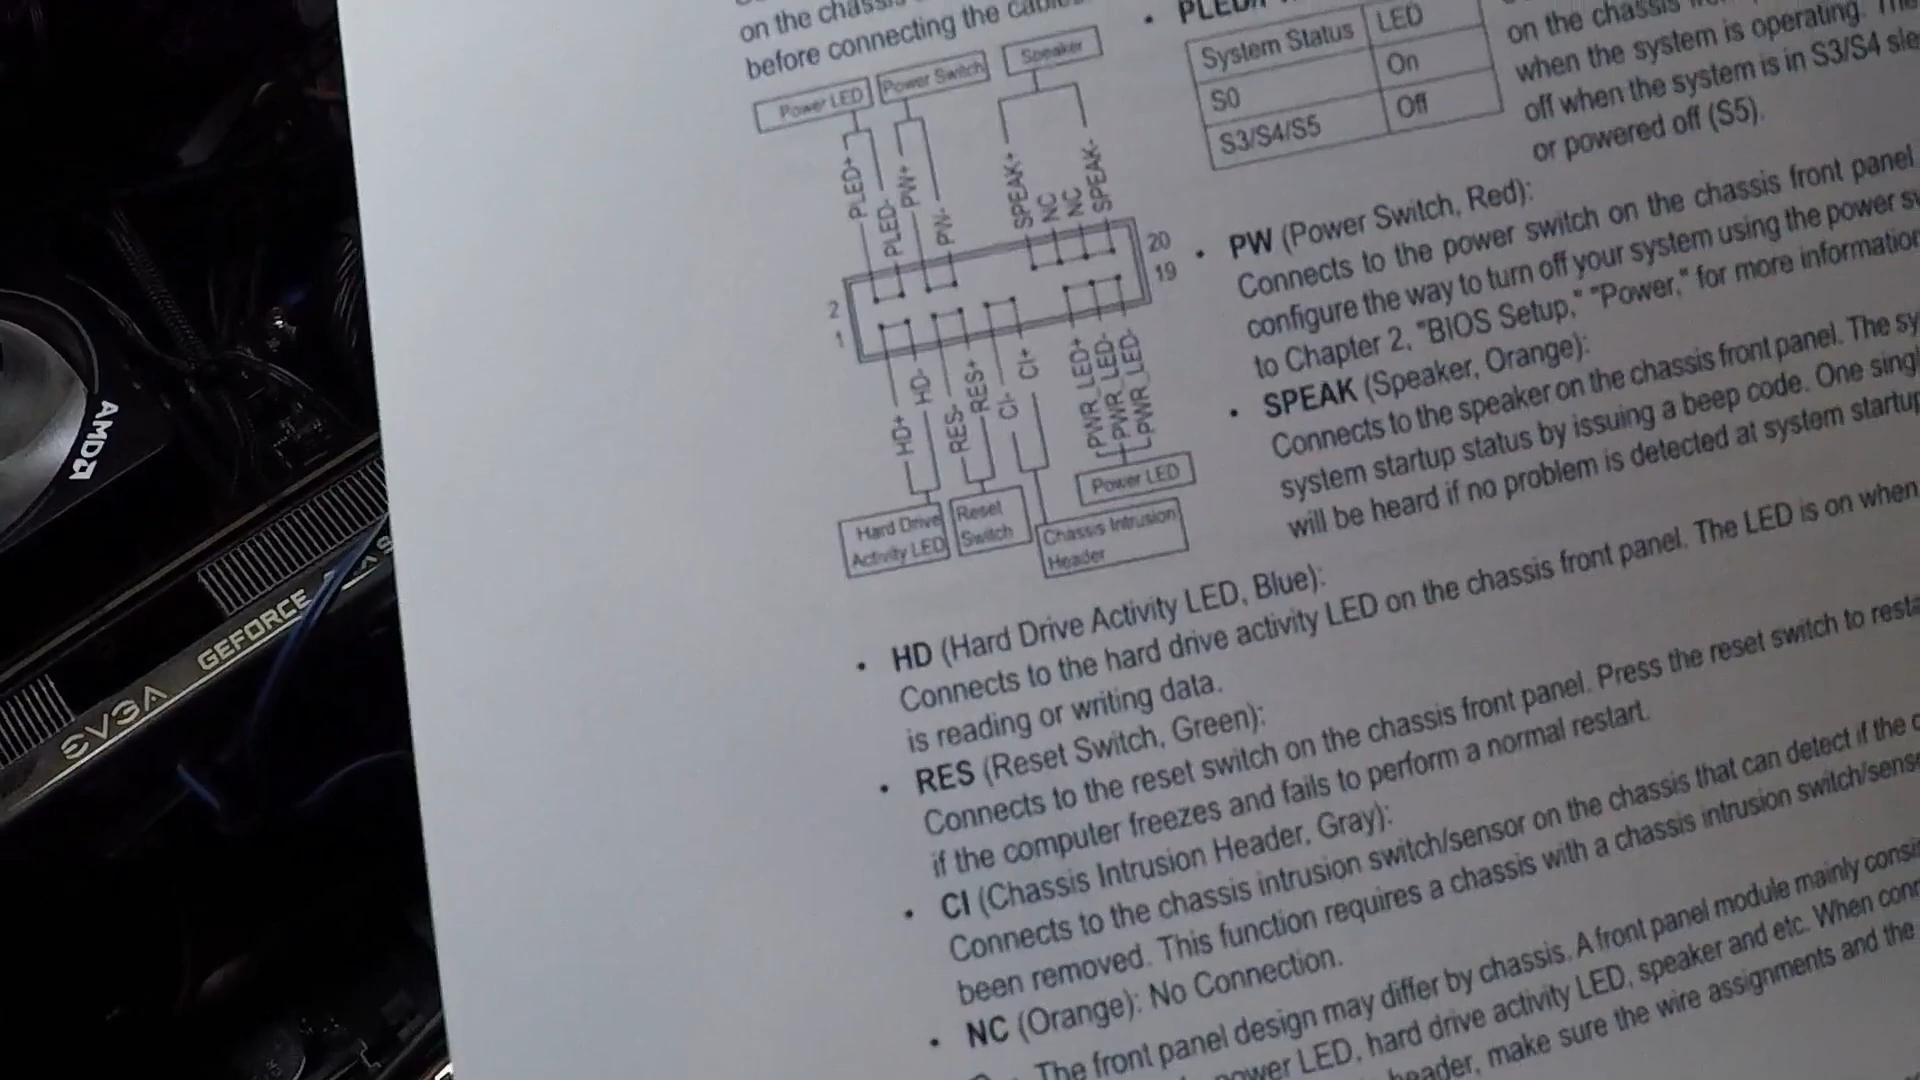 on the chassis
before connecting the cables
PLED
System Status LED
S0 On
S3/S4/S5 Off
on the chassis
when the system is operating.
off when the system is in S3/S4
or powered off (S5).
Power LED Power Switch Speaker
PLED+ PLED- PW+ PW- SPEAK+ NC NC SPEAK-
2 20
1 19
HD+ HD- RES- RES+ CI- CI+ PWR_LED+ PWR_LED- PWR_LED-
Hard Drive Activity LED
Reset Switch
Chassis Intrusion Header
Power LED
• PW (Power Switch, Red):
Connects to the power switch on the chassis front panel
configure the way to turn off your system using the power
to Chapter 2, "BIOS Setup," "Power," for more information
• SPEAK (Speaker, Orange):
Connects to the speaker on the chassis front panel. The
system startup status by issuing a beep code. One
will be heard if no problem is detected at system startup
• HD (Hard Drive Activity LED, Blue):
Connects to the hard drive activity LED on the chassis front panel. The LED is on when
is reading or writing data.
• RES (Reset Switch, Green):
Connects to the reset switch on the chassis front panel. Press the reset switch to
if the computer freezes and fails to perform a normal restart.
• CI (Chassis Intrusion Header, Gray):
Connects to the chassis intrusion switch/sensor on the chassis that can detect if the
been removed. This function requires a chassis with a chassis intrusion
• NC (Orange): No Connection.
The front panel design may differ by chassis. A front panel module mainly
power LED, hard drive activity LED, speaker and etc. When
header, make sure the wire assignments and the
AMD
EVGA GEFORCE